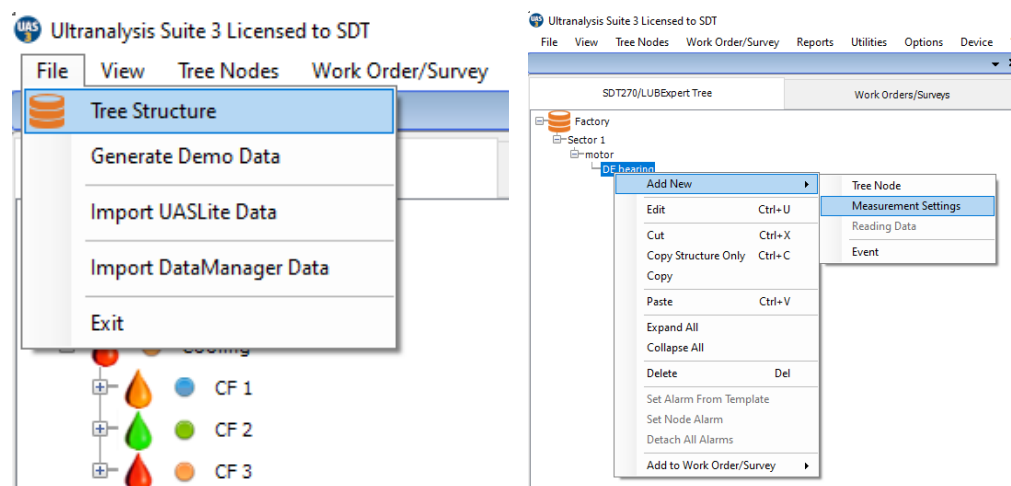 UAS
Ultranalysis Suite 3 Licensed to SDT
File View Tree Nodes Work Order/Survey
Tree Structure
Generate Demo Data
Import UASLite Data
Import DataManager Data
Exit
Cooling
CF 1
CF 2
CF 3
Ultranalysis Suite 3 Licensed to SDT
File View Tree Nodes Work Order/Survey Reports Utilities Options Device
SDT270/LUBExpert Tree Work Orders/Surveys
Factory
Sector 1
motor
DE bearing
Add New
Edit Ctrl+U
Cut Ctrl+X
Copy Structure Only Ctrl+C
Copy
Paste Ctrl+V
Expand All
Collapse All
Delete Del
Set Alarm From Template
Set Node Alarm
Detach All Alarms
Add to Work Order/Survey
Tree Node
Measurement Settings
Reading Data
Event